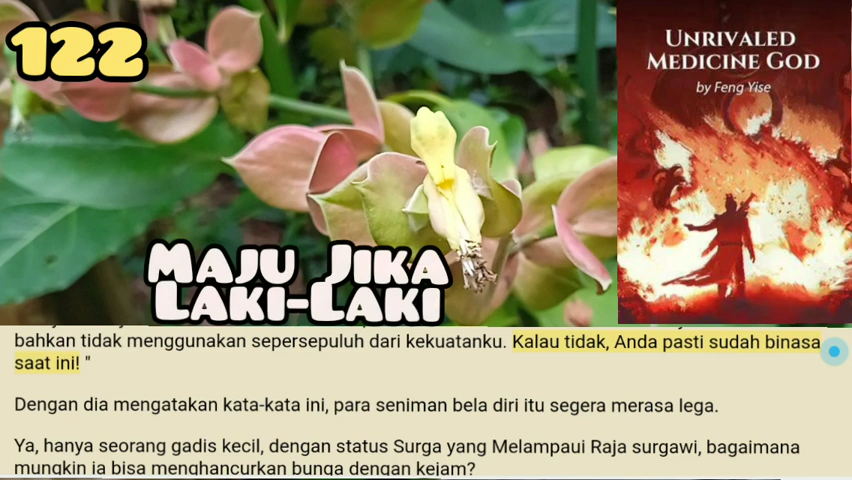 122
UNRIVALED
MEDICINE GOD
by Feng Yise
MAJU JIKA
LAKI-LAKI
bahkan tidak menggunakan sepersepuluh dari kekuatanku. Kalau tidak, Anda pasti sudah binasa
saat ini! "
Dengan dia mengatakan kata-kata ini, para seniman bela diri itu segera merasa lega.
Ya, hanya seorang gadis kecil, dengan status Surga yang Melampaui Raja surgawi, bagaimana
mungkin ia bisa menghancurkan bunga dengan kejam?